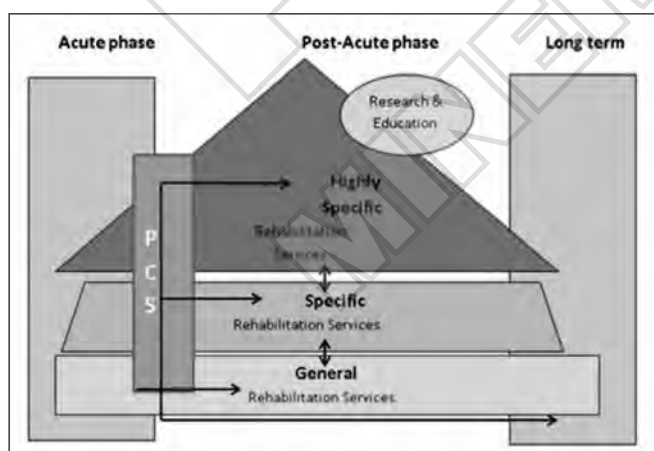 Acute phase
Post-Acute phase
Long term
Research &
Education
Highly
Specific
Rehabilitation
Services
P
C
S
Specific
Rehabilitation Services
General
Rehabilitation Services